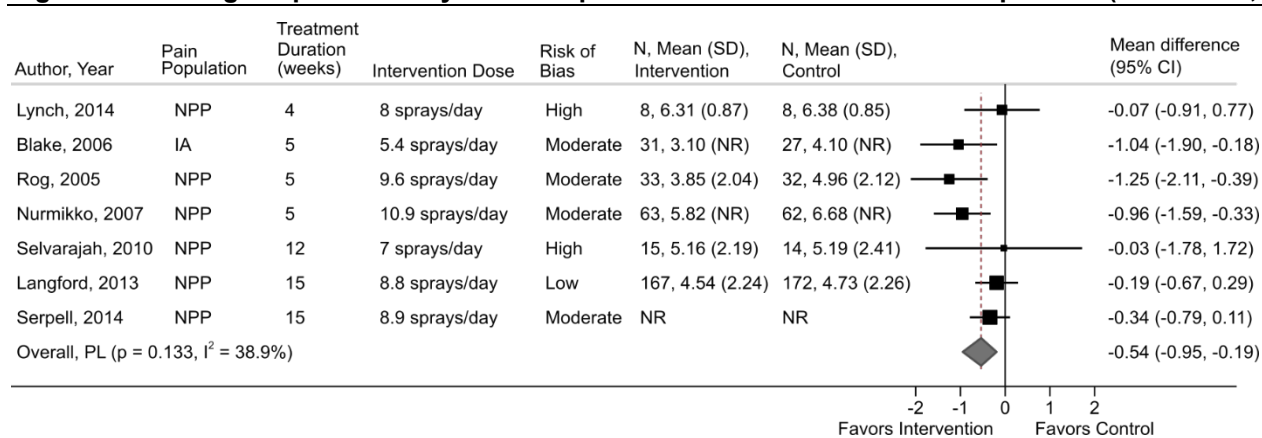 Treatment
Pain Duration Risk of N, Mean (SD), N, Mean (SD), Mean difference
Author, Year Population (weeks) Intervention Dose Bias Intervention Control (95% CI)
Lynch, 2014 NPP 4 8 sprays/day High 8, 6.31 (0.87) 8, 6.38 (0.85) -0.07 (-0.91, 0.77)
Blake, 2006 IA 5 5.4 sprays/day Moderate 31, 3.10 (NR) 27, 4.10 (NR) -1.04 (-1.90, -0.18)
Rog, 2005 NPP 5 9.6 sprays/day Moderate 33, 3.85 (2.04) 32, 4.96 (2.12) -1.25 (-2.11, -0.39)
Nurmikko, 2007 NPP 5 10.9 sprays/day Moderate 63, 5.82 (NR) 62, 6.68 (NR) -0.96 (-1.59, -0.33)
Selvarajah, 2010 NPP 12 7 sprays/day High 15, 5.16 (2.19) 14, 5.19 (2.41) -0.03 (-1.78, 1.72)
Langford, 2013 NPP 15 8.8 sprays/day Low 167, 4.54 (2.24) 172, 4.73 (2.26) -0.19 (-0.67, 0.29)
Serpell, 2014 NPP 15 8.9 sprays/day Moderate NR NR -0.34 (-0.79, 0.11)
Overall, PL (p = 0.133, I² = 38.9%) -0.54 (-0.95, -0.19)
-2 -1 0 1 2
Favors Intervention Favors Control